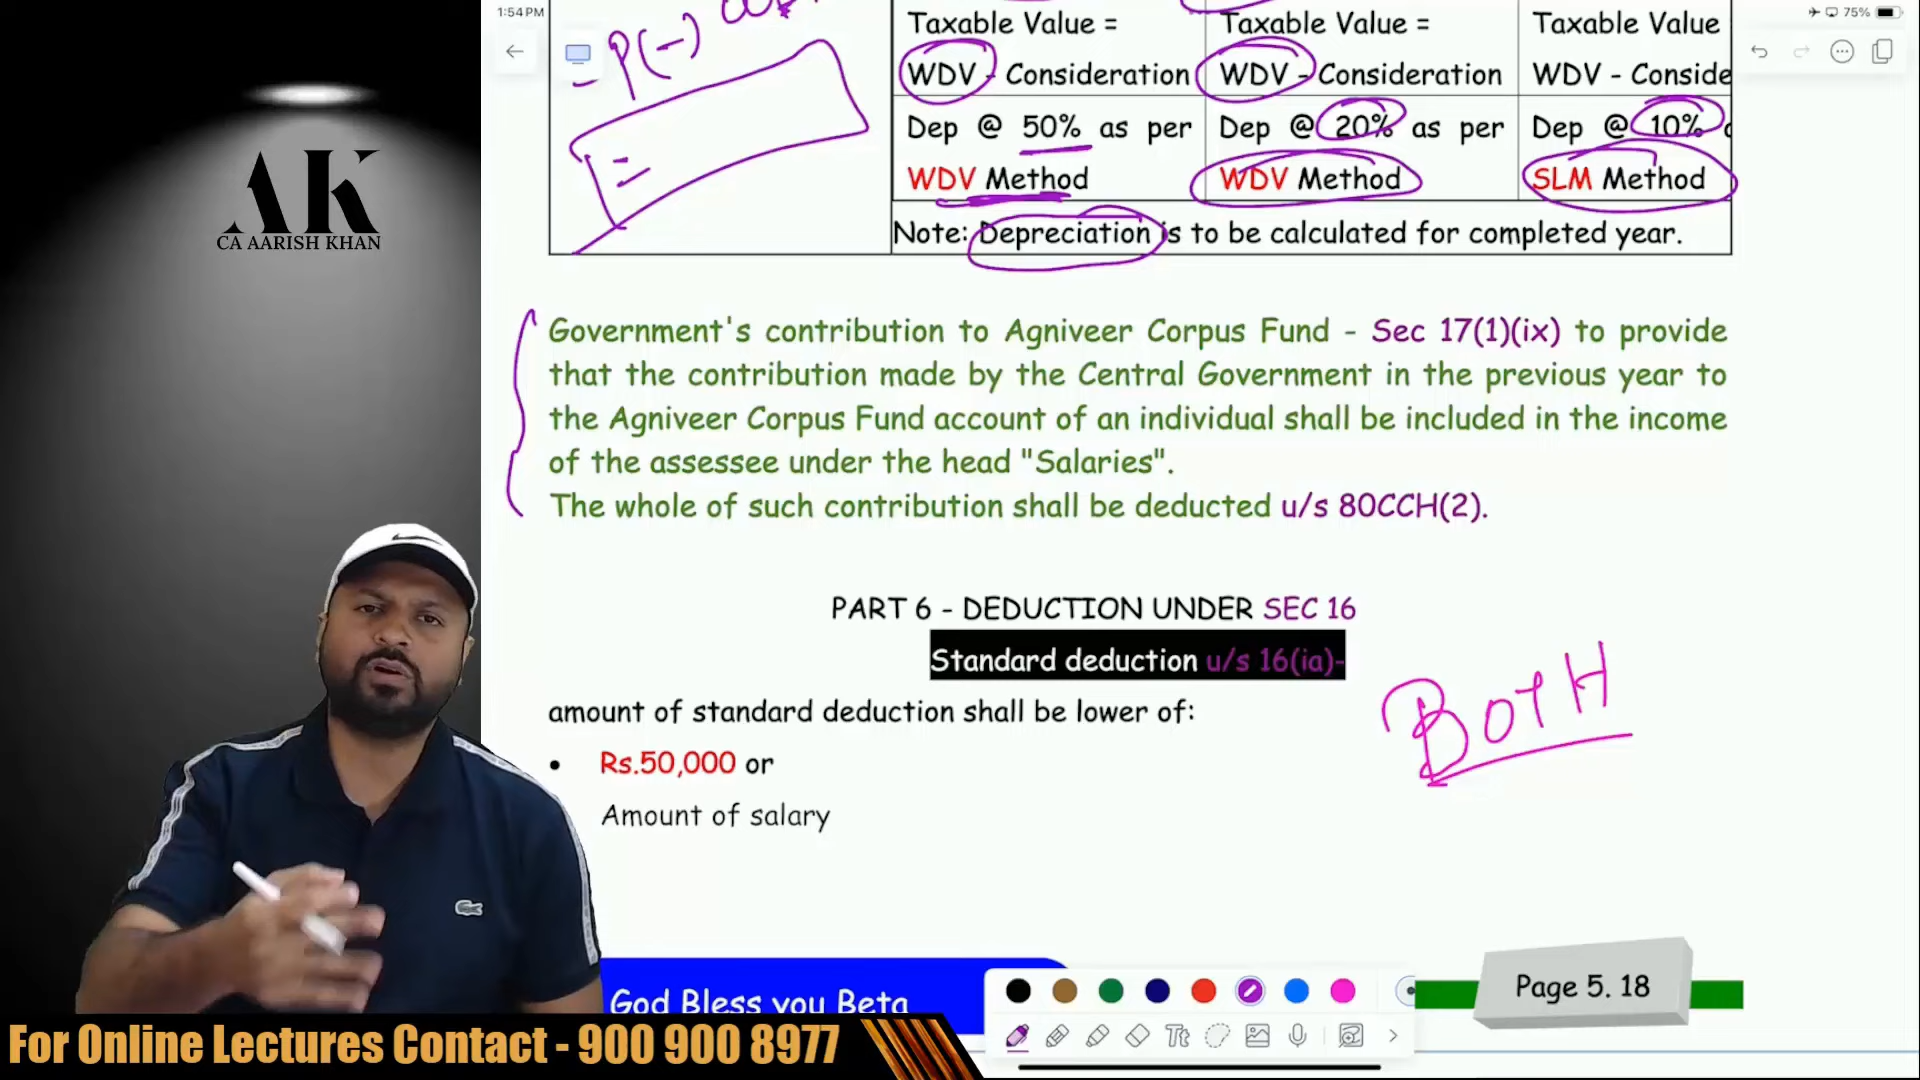 1:54PM
75%
- P(-)
=
Taxable Value =
WDV - Consideration
Taxable Value =
WDV - Consideration
Taxable Value
WDV - Conside
Dep @ 50% as per
WDV Method
Dep @ 20% as per
WDV Method
Dep @ 10%
SLM Method
Note: Depreciation is to be calculated for completed year.
AK
CA AARISH KHAN
Government's contribution to Agniveer Corpus Fund - Sec 17(1)(ix) to provide
that the contribution made by the Central Government in the previous year to
the Agniveer Corpus Fund account of an individual shall be included in the income
of the assessee under the head "Salaries".
The whole of such contribution shall be deducted u/s 80CCH(2).
PART 6 - DEDUCTION UNDER SEC 16
Standard deduction u/s 16(ia)-
BOTH
amount of standard deduction shall be lower of:
• Rs.50,000 or
Amount of salary
God Bless you Beta
Page 5. 18
Tt
For Online Lectures Contact - 900 900 8977